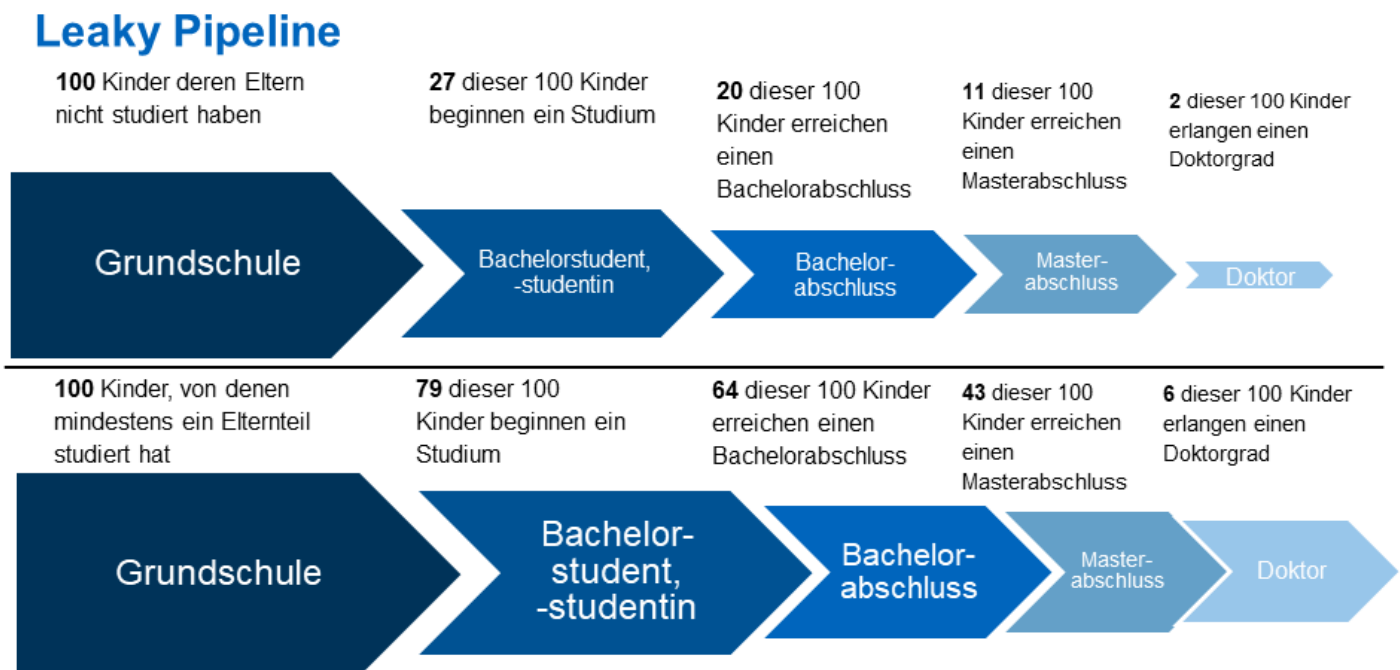 Leaky Pipeline
100 Kinder deren Eltern
nicht studiert haben
27 dieser 100 Kinder
beginnen ein Studium
20 dieser 100
Kinder erreichen
einen
Bachelorabschluss
11 dieser 100
Kinder erreichen
einen
Masterabschluss
2 dieser 100 Kinder
erlangen einen
Doktorgrad
Grundschule
Bachelorstudent,
-studentin
Bachelor-
abschluss
Master-
abschluss
Doktor
100 Kinder, von denen
mindestens ein Elternteil
studiert hat
79 dieser 100
Kinder beginnen ein
Studium
64 dieser 100 Kinder
erreichen einen
Bachelorabschluss
43 dieser 100
Kinder erreichen
einen
Masterabschluss
6 dieser 100 Kinder
erlangen einen
Doktorgrad
Grundschule
Bachelor-
student,
-studentin
Bachelor-
abschluss
Master-
abschluss
Doktor